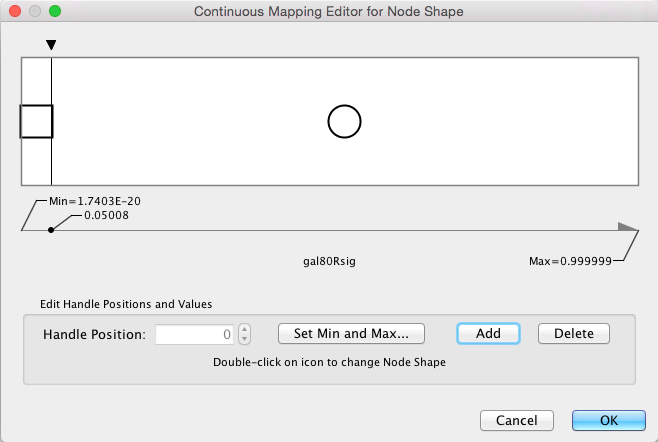 Continuous Mapping Editor for Node Shape
Min=1.7403E-20
0.05008
gal80Rsig
Max=0.999999
Edit Handle Positions and Values
Handle Position: 0 Set Min and Max... Add Delete
Double-click on icon to change Node Shape
Cancel OK